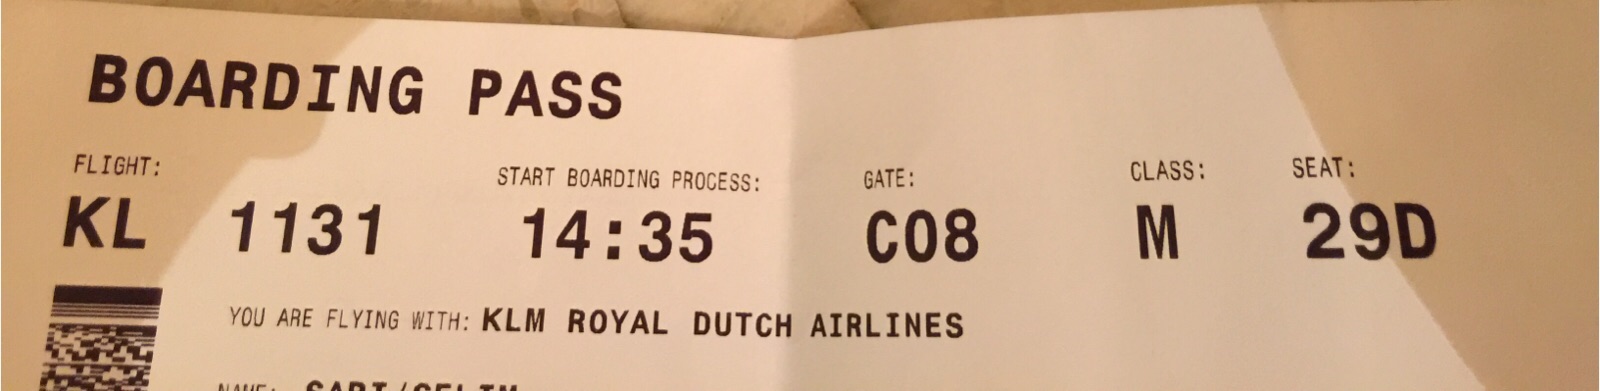 BOARDING PASS
FLIGHT: START BOARDING PROCESS: GATE: CLASS: SEAT:
KL 1131 14:35 C08 M 29D
YOU ARE FLYING WITH: KLM ROYAL DUTCH AIRLINES
NAME: